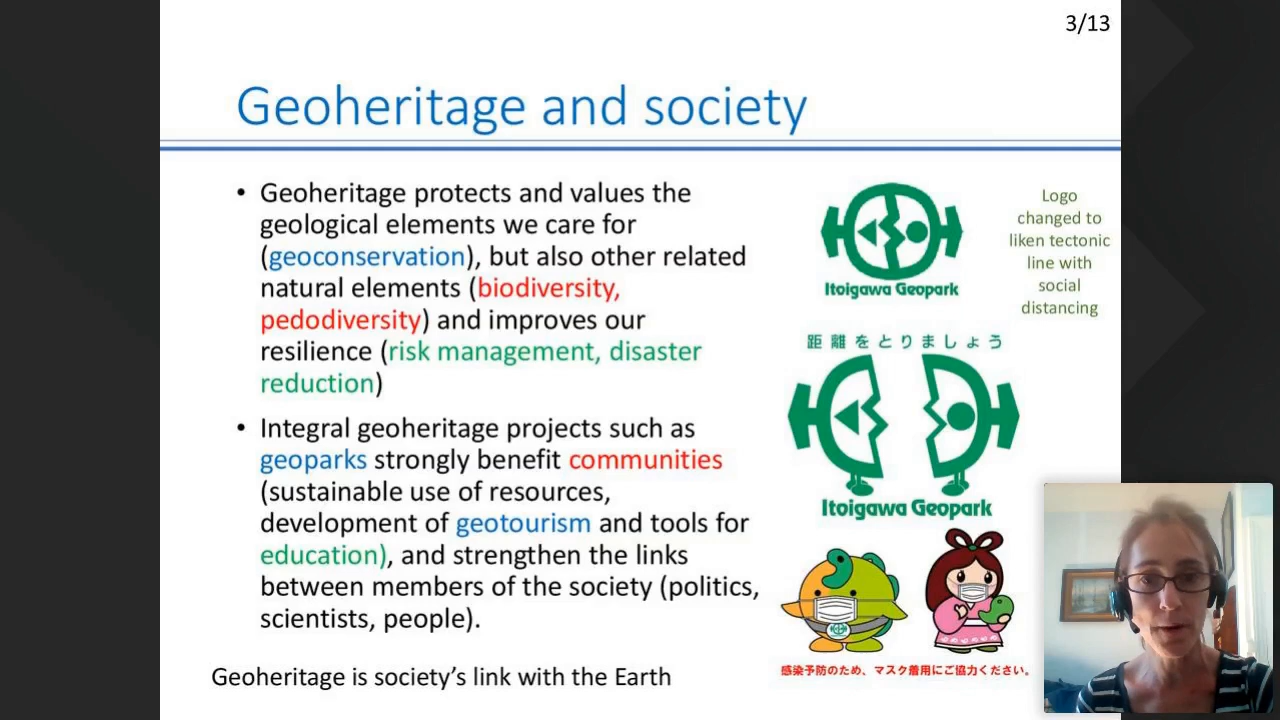 3/13
Geoheritage and society
• Geoheritage protects and values the
geological elements we care for
(geoconservation), but also other related
natural elements (biodiversity,
pedodiversity) and improves our
resilience (risk management, disaster
reduction)
• Integral geoheritage projects such as
geoparks strongly benefit communities
(sustainable use of resources,
development of geotourism and tools for
education), and strengthen the links
between members of the society (politics,
scientists, people).
Geoheritage is society’s link with the Earth
Itoigawa Geopark
Logo
changed to
liken tectonic
line with
social
distancing
距離をとりましょう
Itoigawa Geopark
感染予防のため、マスク着用にご協力ください。